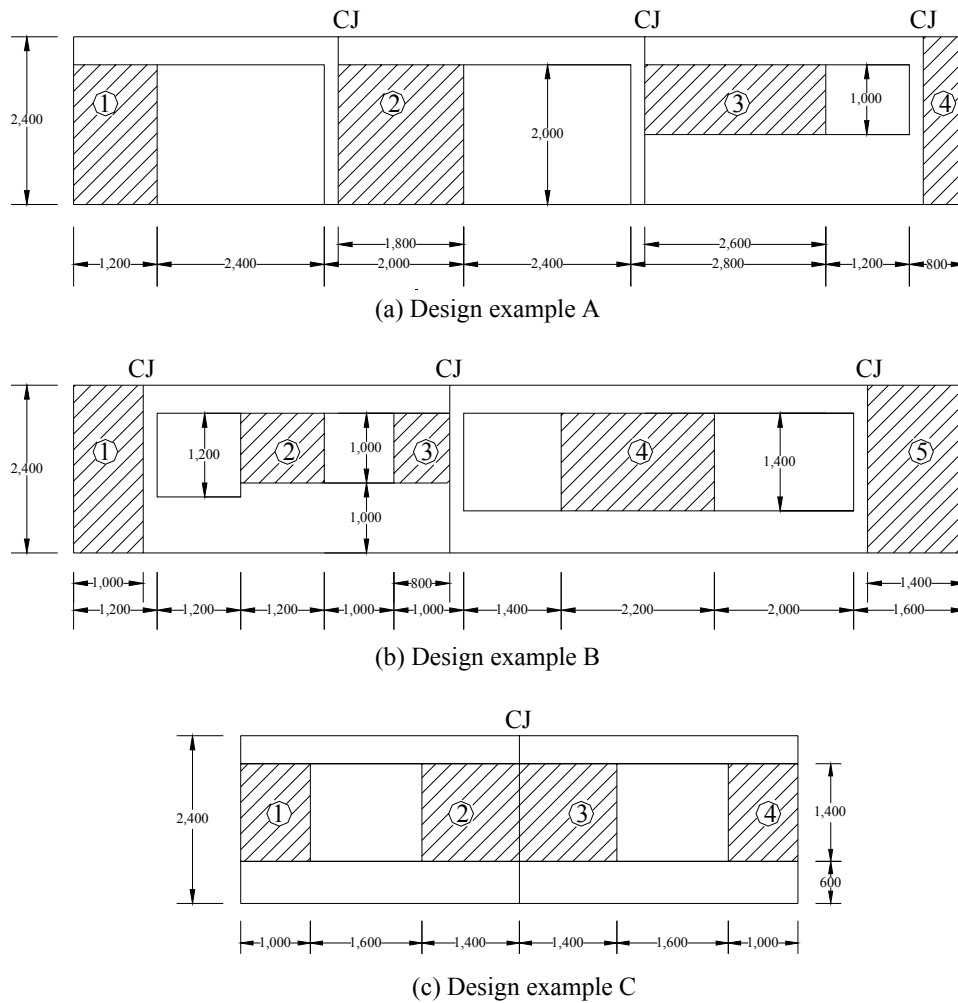 CJ CJ CJ
1 2 3 4
2,400 2,000 1,000
1,800 2,600
1,200 2,400 2,000 2,400 2,800 1,200 800
(a) Design example A
CJ CJ CJ
1 2 3 4 5
2,400 1,200 1,000 1,400
1,000
1,000 800 1,400
1,200 1,200 1,200 1,000 1,000 1,400 2,200 2,000 1,600
(b) Design example B
CJ
1 2 3 4
2,400 1,400
600
1,000 1,600 1,400 1,400 1,600 1,000
(c) Design example C